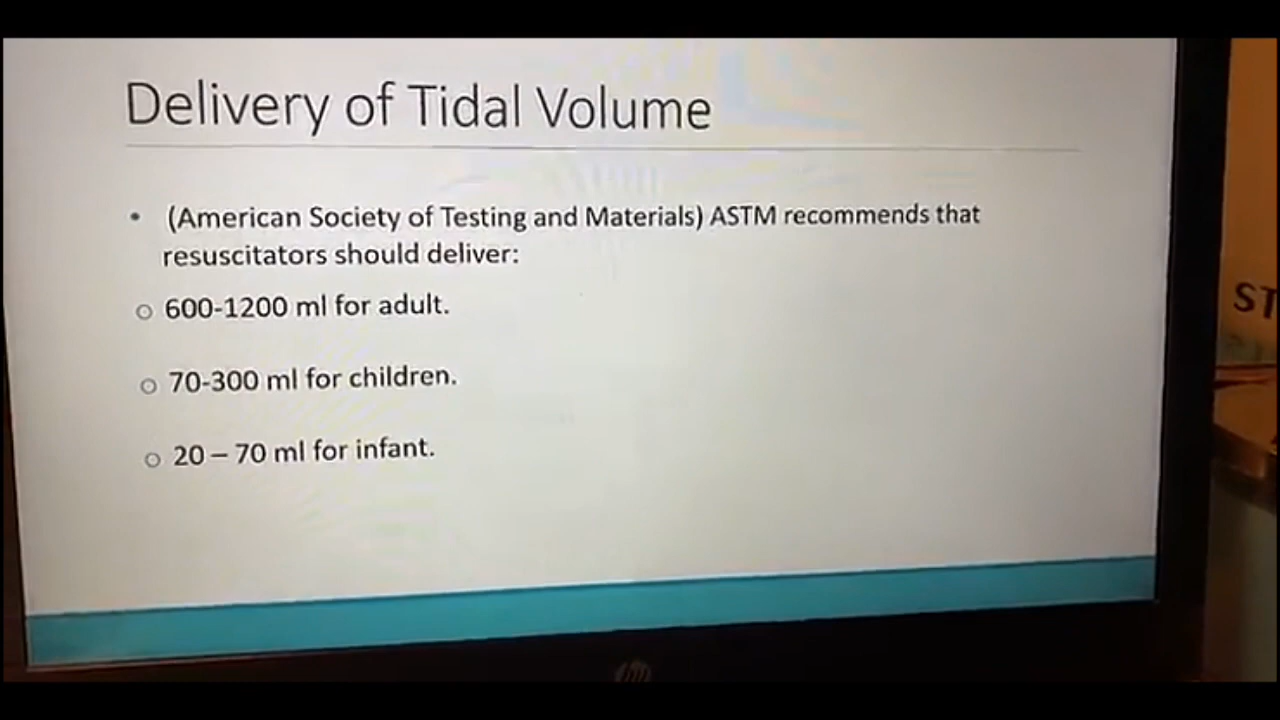 Delivery of Tidal Volume
• (American Society of Testing and Materials) ASTM recommends that
resuscitators should deliver:
o 600-1200 ml for adult.
o 70-300 ml for children.
o 20 – 70 ml for infant.
ST
hp